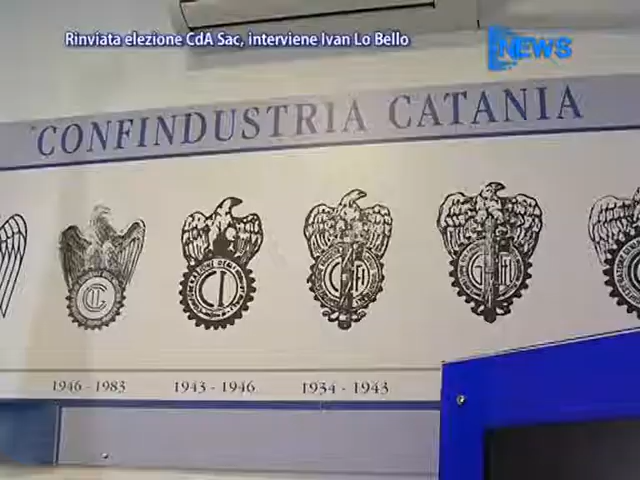 Rinviata elezione CdA Sac, interviene Ivan Lo Bello
NEWS
CONFINDUSTRIA CATANIA
CI
1946 - 1983
1943 - 1946
1934 - 1943